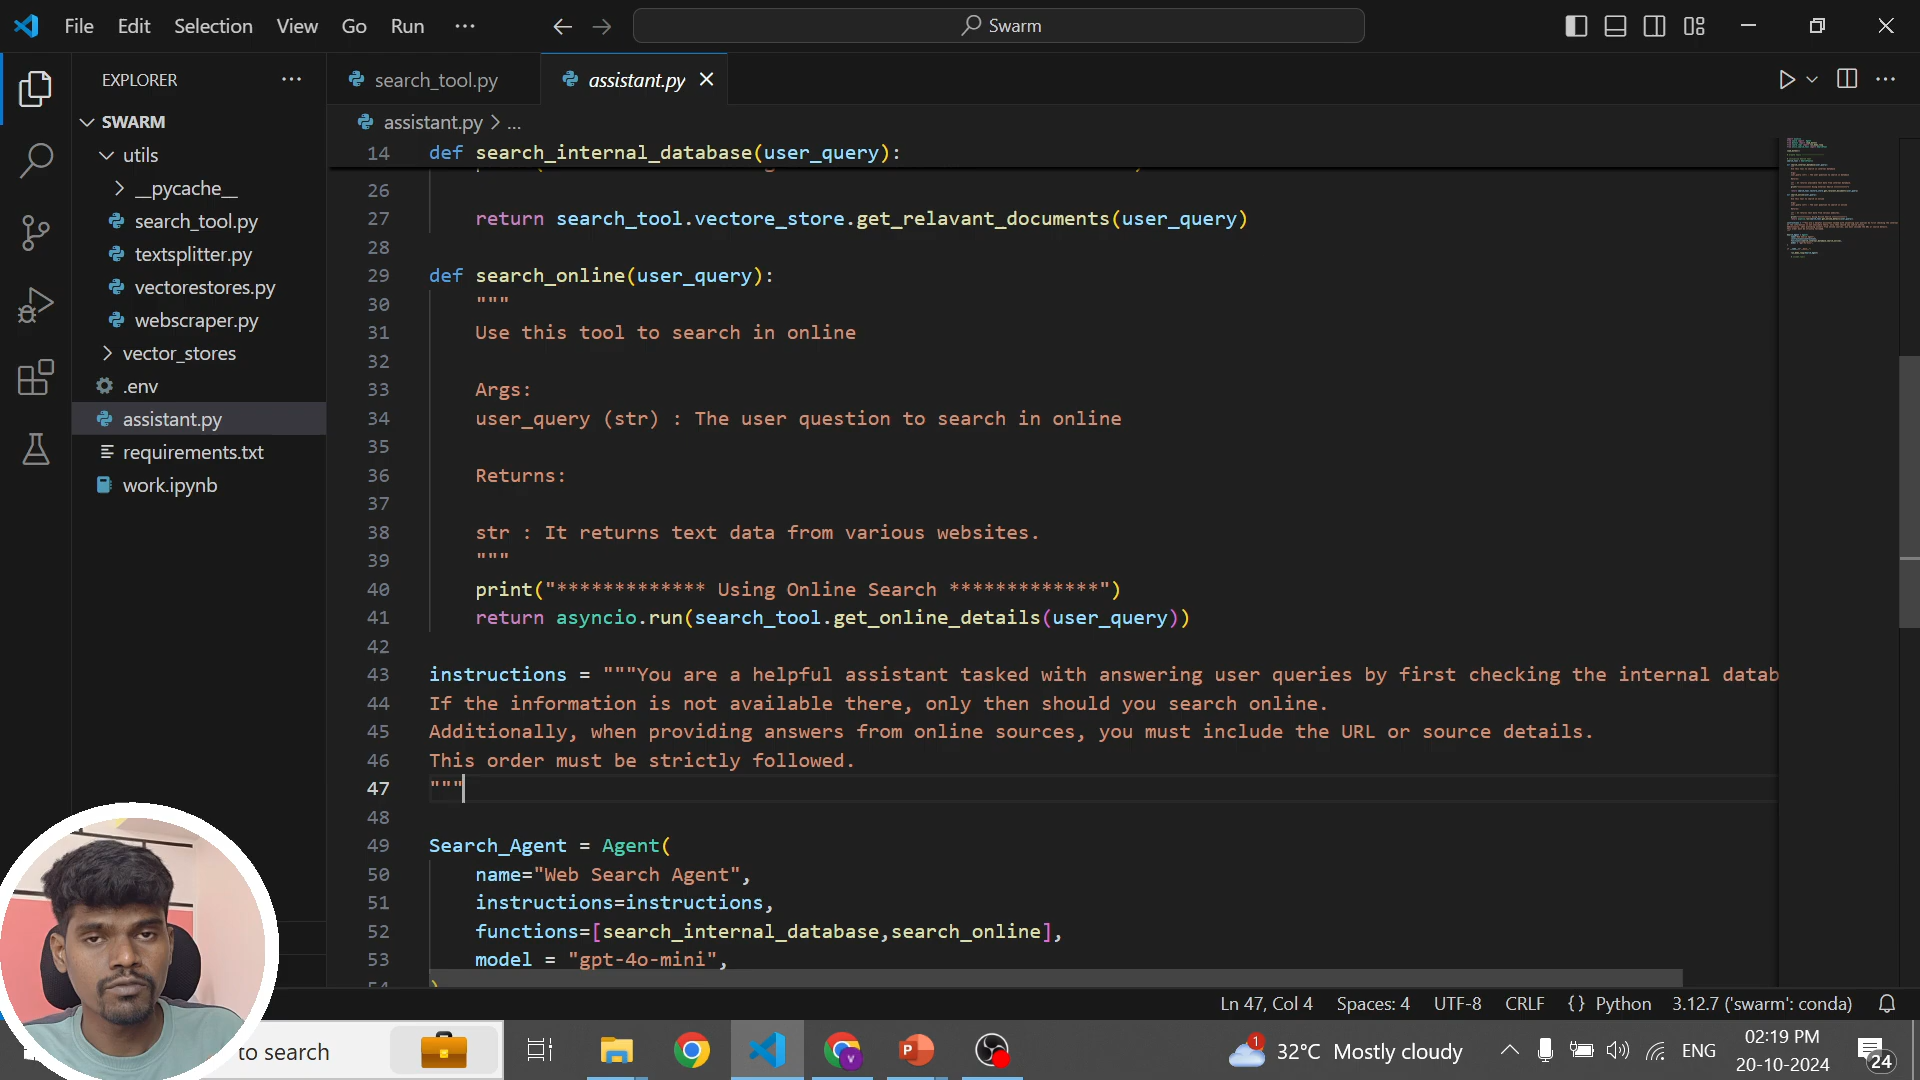 File Edit Selection View Go Run ···
Swarm
EXPLORER
search_tool.py
assistant.py
SWARM
utils
__pycache__
search_tool.py
textsplitter.py
vectorestores.py
webscraper.py
vector_stores
.env
assistant.py
requirements.txt
work.ipynb
assistant.py > ...
14 def search_internal_database(user_query):
26
27 return search_tool.vectore_store.get_relavant_documents(user_query)
28
29 def search_online(user_query):
30 """
31 Use this tool to search in online
32
33 Args:
34 user_query (str) : The user question to search in online
35
36 Returns:
37
38 str : It returns text data from various websites.
39 """
40 print("************* Using Online Search *************")
41 return asyncio.run(search_tool.get_online_details(user_query))
42
43 instructions = """You are a helpful assistant tasked with answering user queries by first checking the internal datab
44 If the information is not available there, only then should you search online.
45 Additionally, when providing answers from online sources, you must include the URL or source details.
46 This order must be strictly followed.
47 """
48
49 Search_Agent = Agent(
50 name="Web Search Agent",
51 instructions=instructions,
52 functions=[search_internal_database,search_online],
53 model = "gpt-4o-mini",
Ln 47, Col 4 Spaces: 4 UTF-8 CRLF {} Python 3.12.7 ('swarm': conda)
to search
1
32°C Mostly cloudy
ENG
02:19 PM
20-10-2024
24